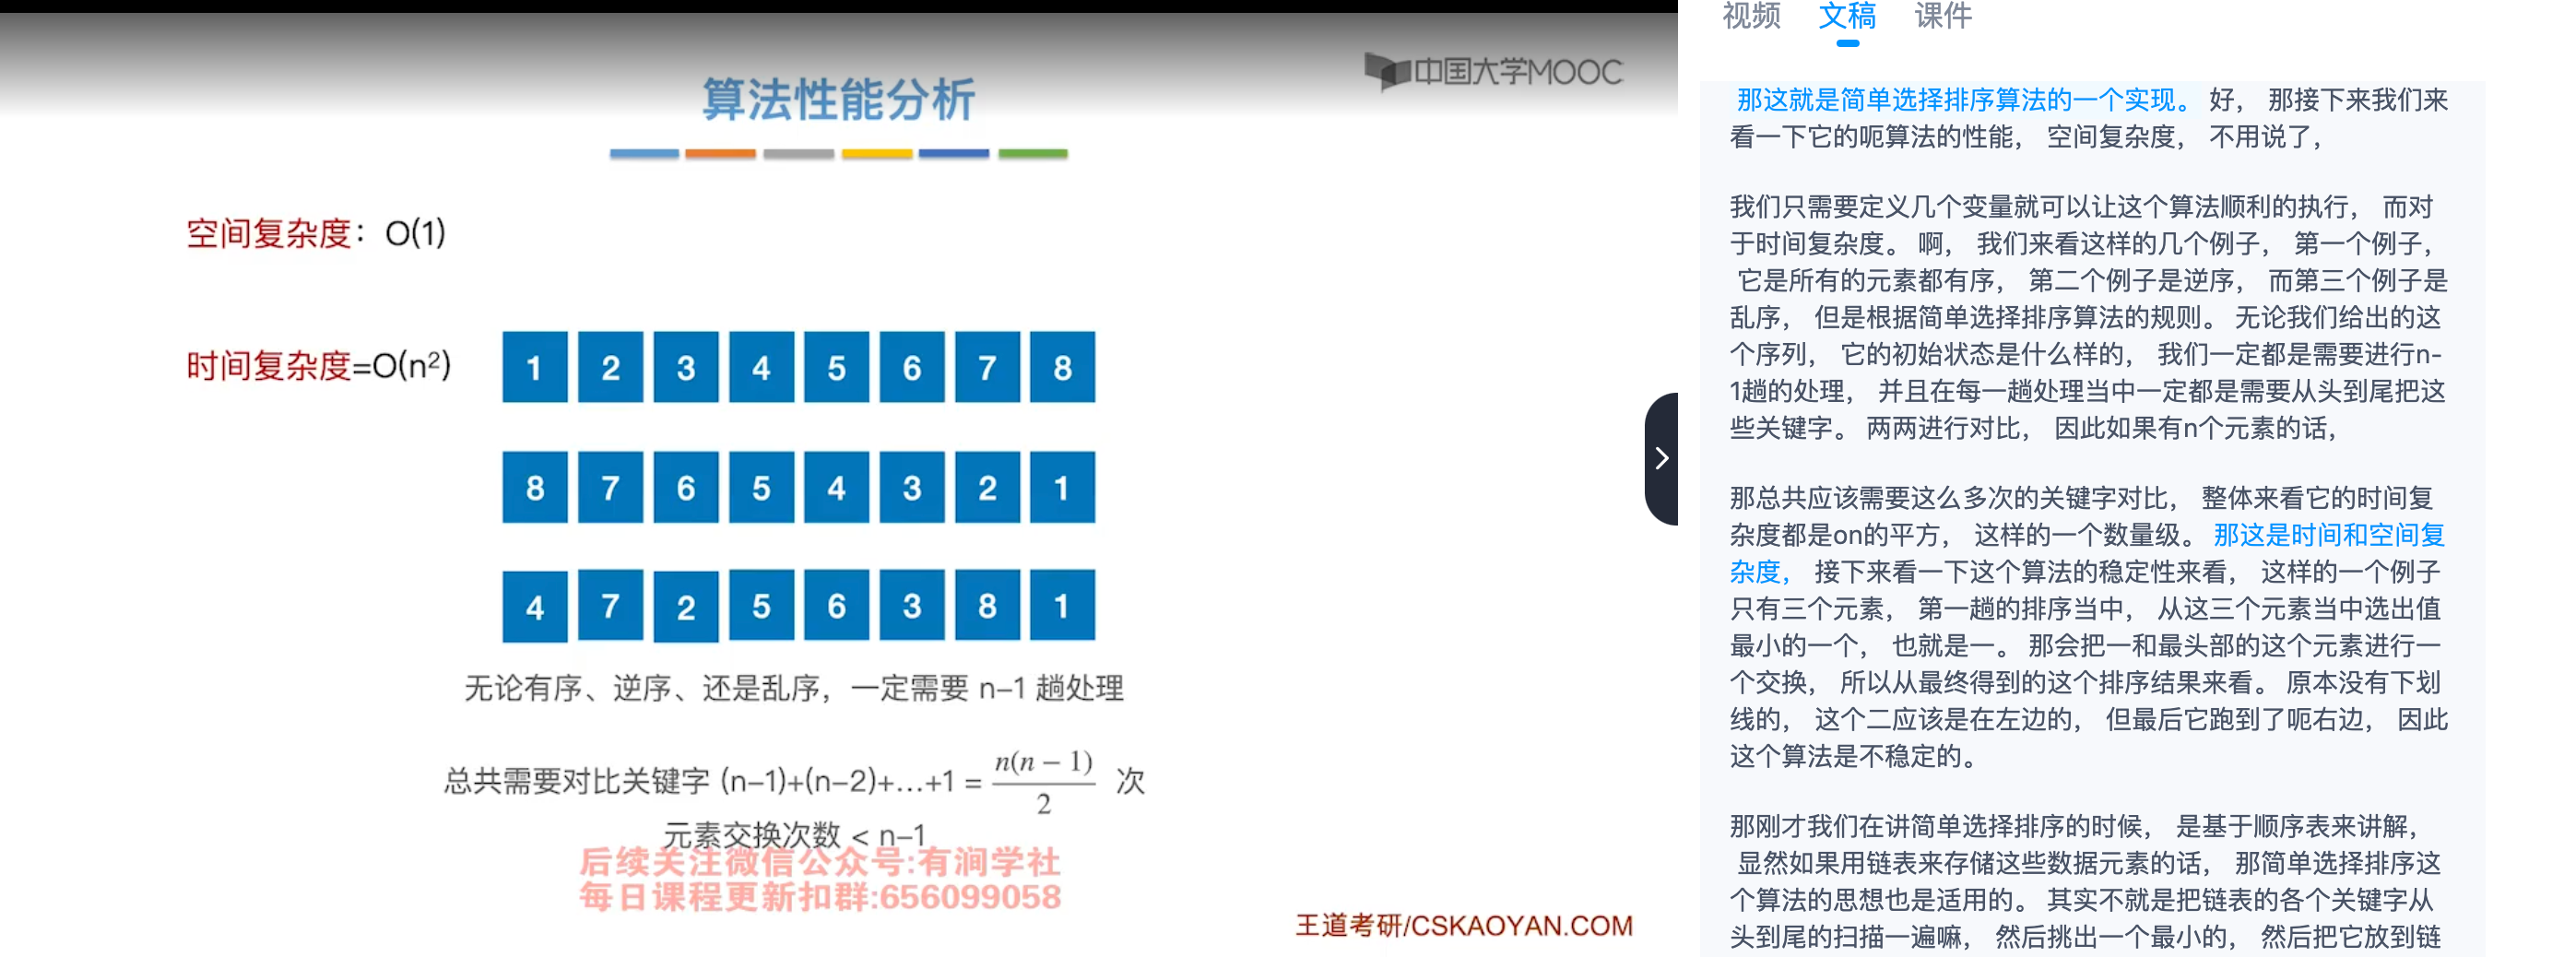 中国大学MOOC
算法性能分析
空间复杂度：O(1)
时间复杂度=O(n²)
1 2 3 4 5 6 7 8
8 7 6 5 4 3 2 1
4 7 2 5 6 3 8 1
无论有序、逆序、还是乱序，一定需要 n–1 趟处理
总共需要对比关键字 (n–1)+(n–2)+…+1 = n(n − 1)/2 次
元素交换次数 < n–1
后续关注微信公众号:有涧学社
每日课程更新扣群:656099058
王道考研/CSKAOYAN.COM
视频 文稿 课件
那这就是简单选择排序算法的一个实现。 好， 那接下来我们来
看一下它的呃算法的性能， 空间复杂度， 不用说了，
我们只需要定义几个变量就可以让这个算法顺利的执行， 而对
于时间复杂度。 啊， 我们来看这样的几个例子， 第一个例子，
它是所有的元素都有序， 第二个例子是逆序， 而第三个例子是
乱序， 但是根据简单选择排序算法的规则。 无论我们给出的这
个序列， 它的初始状态是什么样的， 我们一定都是需要进行n-
1趟的处理， 并且在每一趟处理当中一定都是需要从头到尾把这
些关键字。 两两进行对比， 因此如果有n个元素的话，
那总共应该需要这么多次的关键字对比， 整体来看它的时间复
杂度都是on的平方， 这样的一个数量级。 那这是时间和空间复
杂度， 接下来看一下这个算法的稳定性来看， 这样的一个例子
只有三个元素， 第一趟的排序当中， 从这三个元素当中选出值
最小的一个， 也就是一。 那会把一和最头部的这个元素进行一
个交换， 所以从最终得到的这个排序结果来看。 原本没有下划
线的， 这个二应该是在左边的， 但最后它跑到了呃右边， 因此
这个算法是不稳定的。
那刚才我们在讲简单选择排序的时候， 是基于顺序表来讲解，
显然如果用链表来存储这些数据元素的话， 那简单选择排序这
个算法的思想也是适用的。 其实不就是把链表的各个关键字从
头到尾的扫描一遍嘛， 然后挑出一个最小的， 然后把它放到链